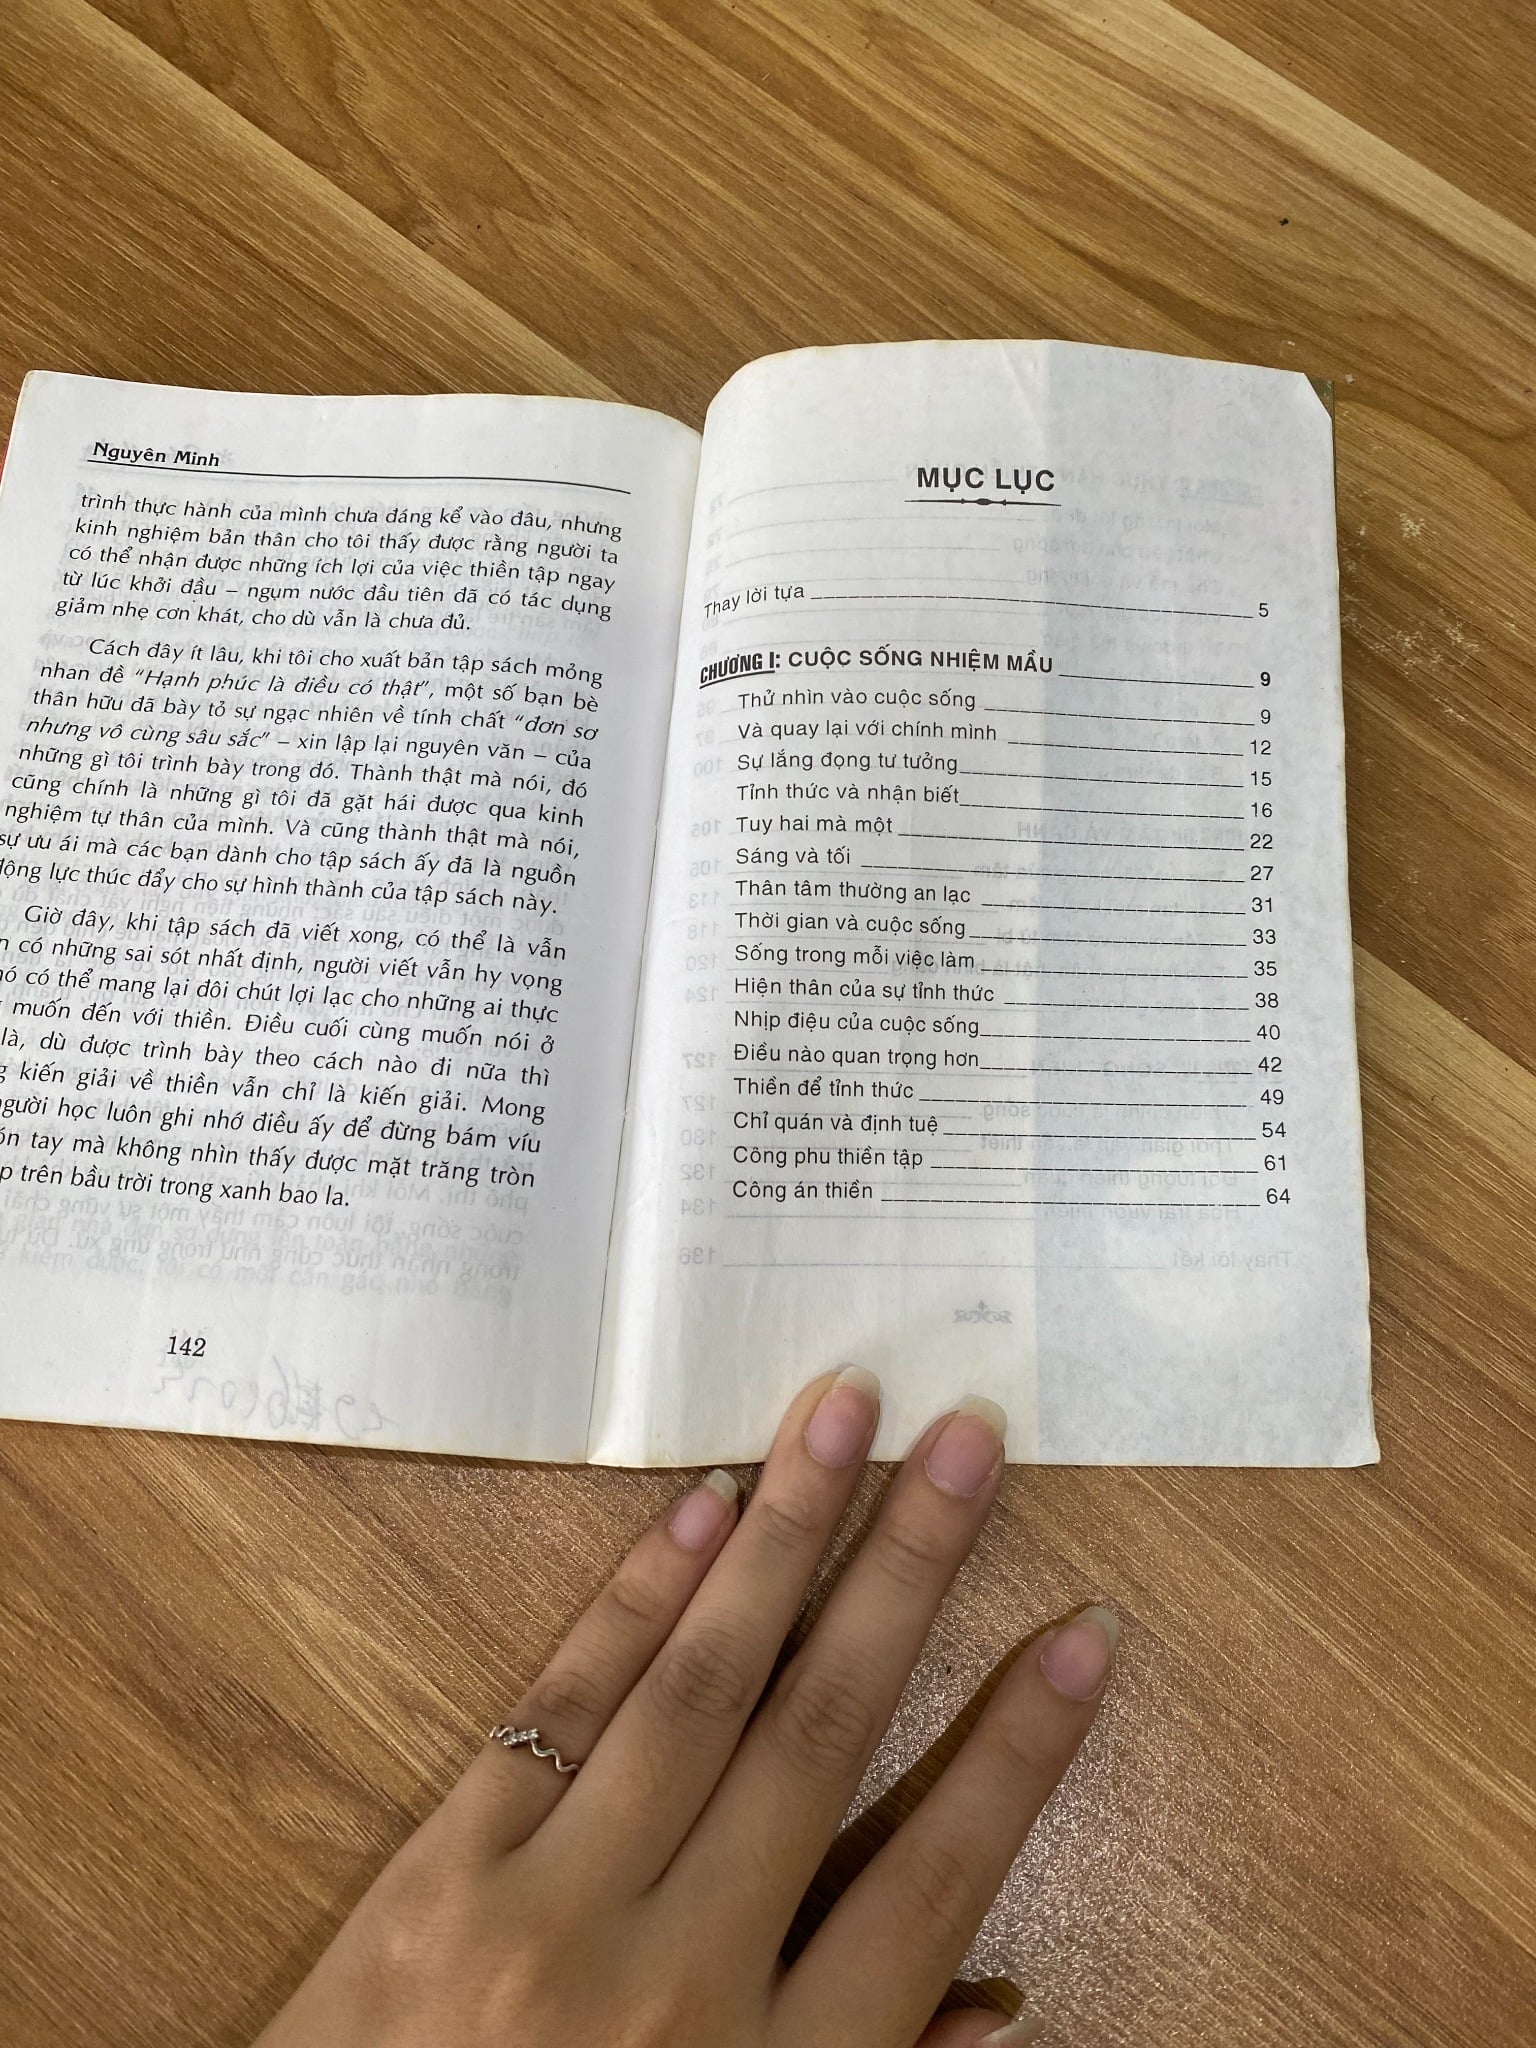 Nguyên Minh
trình thực hành của mình chưa đáng kể vào đâu, nhưng
kinh nghiệm bản thân cho tôi thấy được rằng người ta
có thể nhận được những ích lợi của việc thiền tập ngay
từ lúc khởi đầu – ngụm nước đầu tiên đã có tác dụng
giảm nhẹ cơn khát, cho dù vẫn là chưa đủ.
Cách đây ít lâu, khi tôi cho xuất bản tập sách mỏng
nhan đề “Hạnh phúc là điều có thật”, một số bạn bè
thân hữu đã bày tỏ sự ngạc nhiên về tính chất “đơn sơ
nhưng vô cùng sâu sắc” – xin lập lại nguyên văn – của
những gì tôi trình bày trong đó. Thành thật mà nói, đó
cũng chính là những gì tôi đã gặt hái được qua kinh
nghiệm tự thân của mình. Và cũng thành thật mà nói,
sự ưu ái mà các bạn dành cho tập sách ấy đã là nguồn
động lực thúc đẩy cho sự hình thành của tập sách này.
Giờ đây, khi tập sách đã viết xong, có thể là vẫn
có những sai sót nhất định, người viết vẫn hy vọng
có thể mang lại đôi chút lợi lạc cho những ai thực
muốn đến với thiền. Điều cuối cùng muốn nói ở
là, dù được trình bày theo cách nào đi nữa thì
kiến giải về thiền vẫn chỉ là kiến giải. Mong
người học luôn ghi nhớ điều ấy để đừng bám víu
tay mà không nhìn thấy được mặt trăng tròn
trên bầu trời trong xanh bao la.
142
MỤC LỤC
Thay lời tựa 5
CHƯƠNG I: CUỘC SỐNG NHIỆM MẦU 9
Thử nhìn vào cuộc sống 9
Và quay lại với chính mình 12
Sự lắng đọng tư tưởng 15
Tỉnh thức và nhận biết 16
Tuy hai mà một 22
Sáng và tối 27
Thân tâm thường an lạc 31
Thời gian và cuộc sống 33
Sống trong mỗi việc làm 35
Hiện thân của sự tỉnh thức 38
Nhịp điệu của cuộc sống 40
Điều nào quan trọng hơn 42
Thiền để tỉnh thức 49
Chỉ quán và định tuệ 54
Công phu thiền tập 61
Công án thiền 64